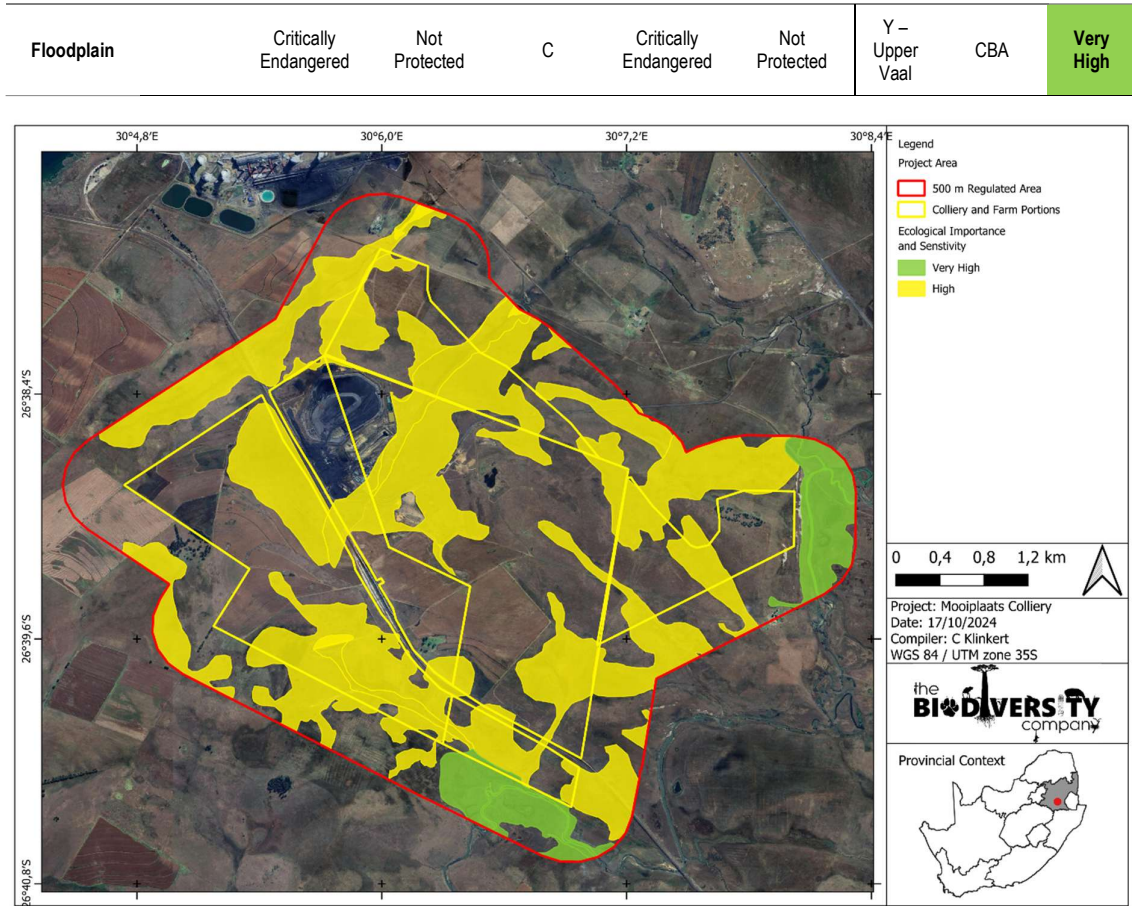 Floodplain
Critically
Endangered
Not
Protected
C
Critically
Endangered
Not
Protected
Y –
Upper
Vaal
CBA
Very
High
30°4,8'E
30°6,0'E
30°7,2'E
30°8,4'E
26°38,4'S
26°39,6'S
26°40,8'S
Legend
Project Area
500 m Regulated Area
Colliery and Farm Portions
Ecological Importance
and Senstivity
Very High
High
0 0,4 0,8 1,2 km
Project: Mooiplaats Colliery
Date: 17/10/2024
Compiler: C Klinkert
WGS 84 / UTM zone 35S
the
BIODIVERSITY
company
Provincial Context